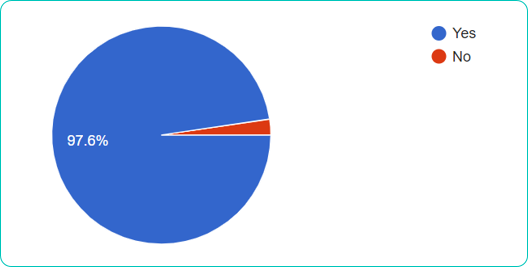 Yes
No
97.6%